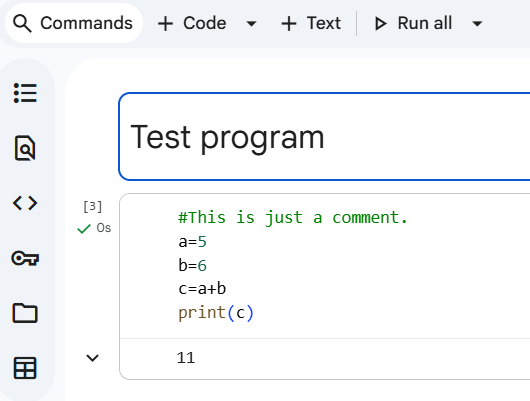 Commands + Code + Text Run all
Test program
[3]
0s
#This is just a comment.
a=5
b=6
c=a+b
print(c)
11